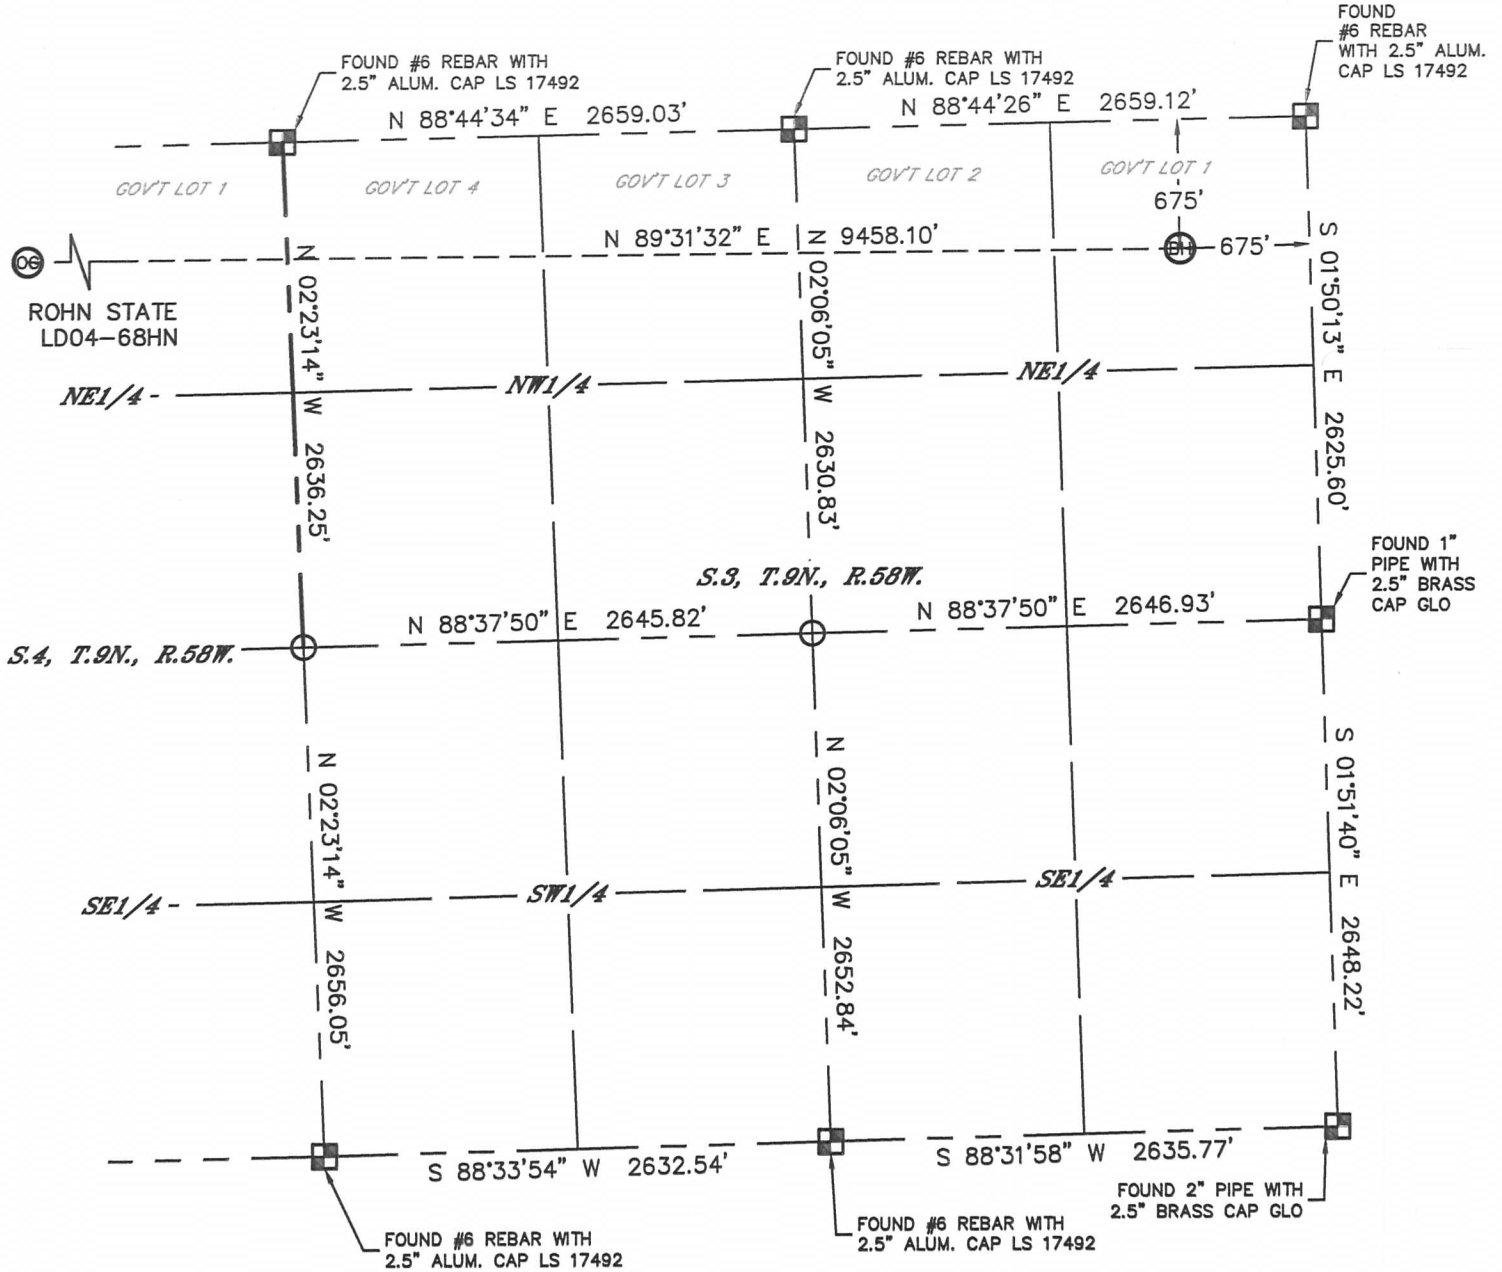 FOUND
#6 REBAR
WITH 2.5" ALUM.
CAP LS 17492
FOUND #6 REBAR WITH
2.5" ALUM. CAP LS 17492
FOUND #6 REBAR WITH
2.5" ALUM. CAP LS 17492
N 88°44'34" E 2659.03'
N 88°44'26" E 2659.12'
GOV'T LOT 1
GOV'T LOT 4
GOV'T LOT 3
GOV'T LOT 2
GOV'T LOT 1
675'
N 89°31'32" E 9458.10'
OG
BH
675'
ROHN STATE
LD04-68HN
N 02°23'14" W 2636.25'
N 02°06'05" W 2630.83'
S 01°50'13" E 2625.60'
NE1/4
NW1/4
NE1/4
FOUND 1"
PIPE WITH
2.5" BRASS
CAP GLO
S.3, T.9N., R.58W.
N 88°37'50" E 2645.82'
N 88°37'50" E 2646.93'
S.4, T.9N., R.58W.
N 02°23'14" W 2656.05'
N 02°06'05" W 2652.84'
S 01°51'40" E 2648.22'
SE1/4
SW1/4
SE1/4
S 88°33'54" W 2632.54'
S 88°31'58" W 2635.77'
FOUND 2" PIPE WITH
2.5" BRASS CAP GLO
FOUND #6 REBAR WITH
2.5" ALUM. CAP LS 17492
FOUND #6 REBAR WITH
2.5" ALUM. CAP LS 17492